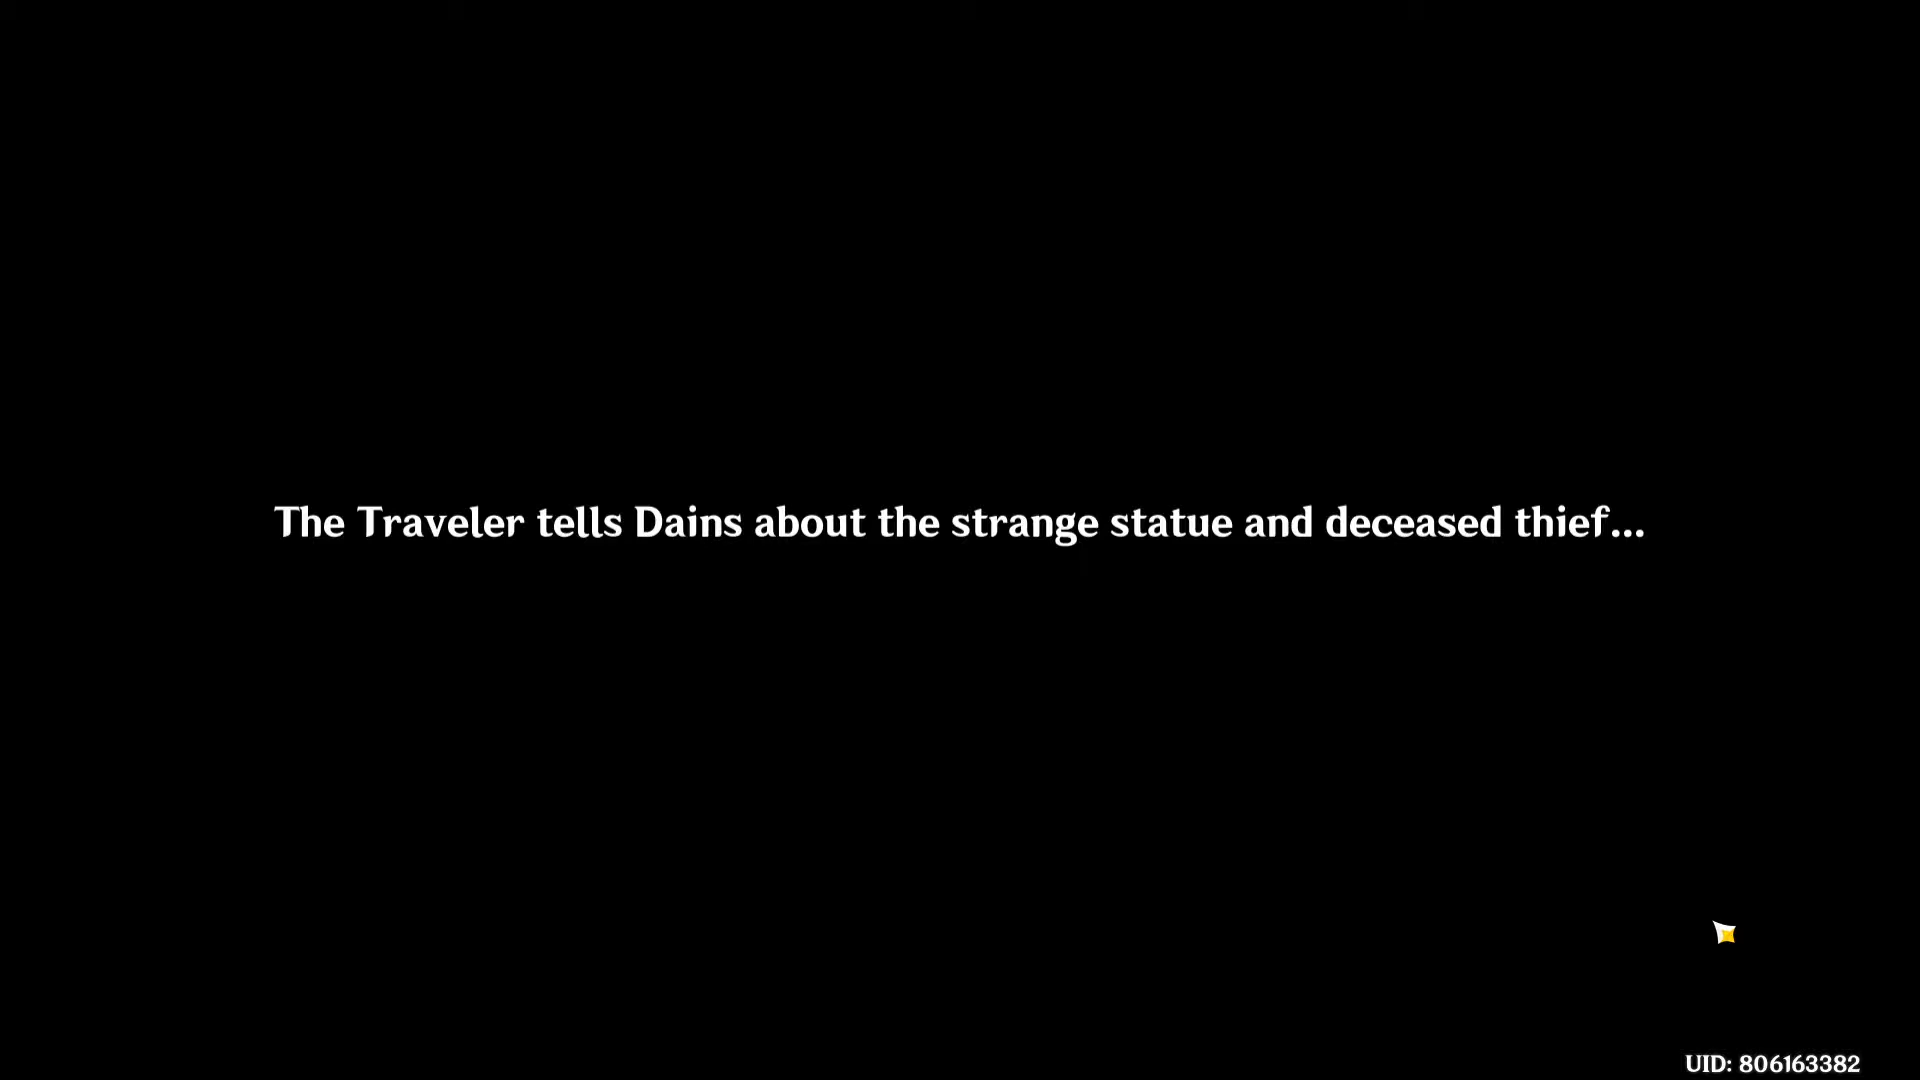 The Traveler tells Dains about the strange statue and deceased thief...
UID: 806163382